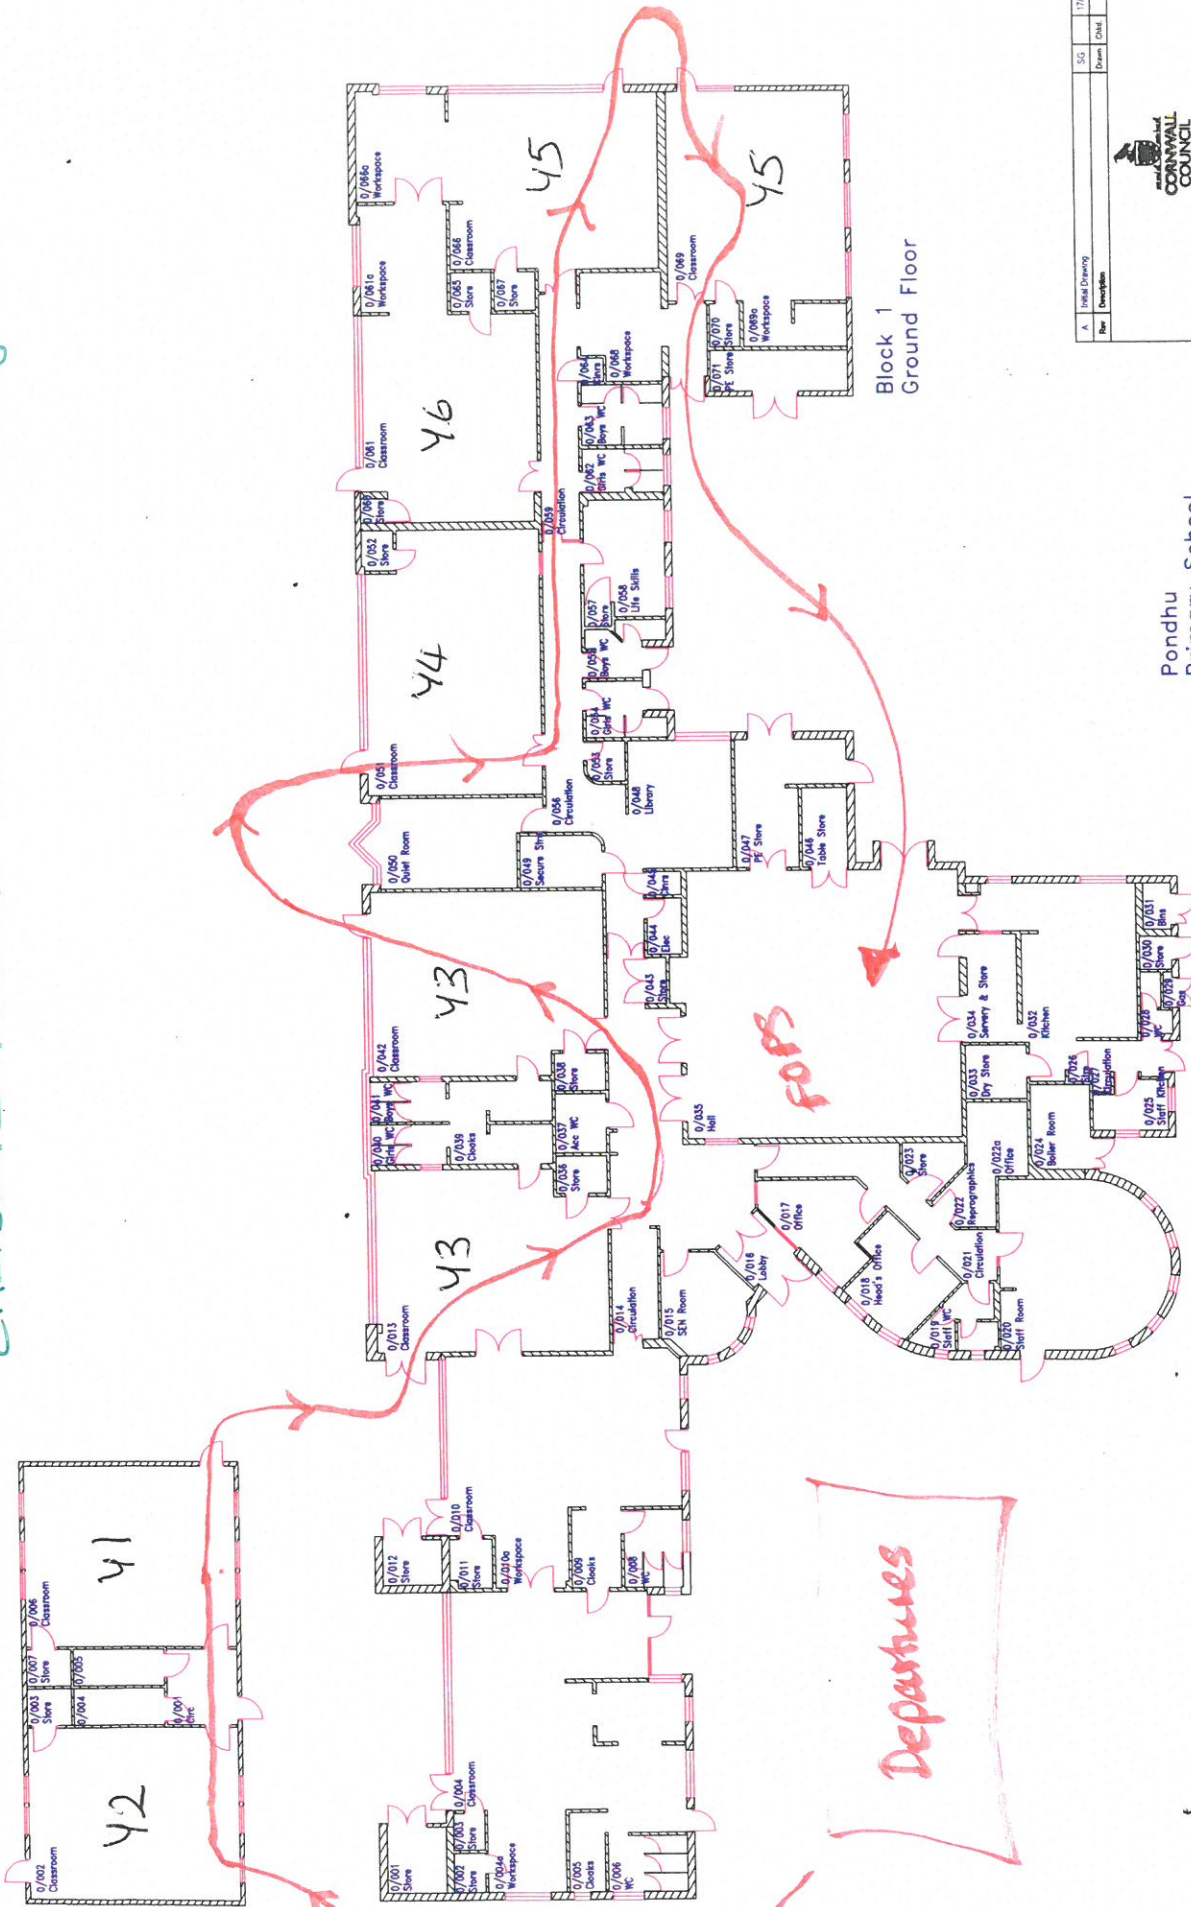 Y2
Y1
Y3
Y3
Y4
Y6
Y5
Y5
FOPS
Departures
0/002
Classroom
0/003
Store
0/004
0/001
Circ
0/007
Store
0/005
0/006
Classroom
0/001
Store
0/002
Store
0/003
Store
0/004
Classroom
0/004a
Workspace
0/005
Cloaks
0/006
WC
0/012
Store
0/011
Store
0/010
Classroom
0/010a
Workspace
0/009
Cloaks
0/008
WC
0/013
Classroom
0/014
Circulation
0/015
SEN Room
0/016
Lobby
0/017
Office
0/018
Head's Office
0/019
Staff WC
0/020
Staff Room
0/021
Circulation
0/022
Reprographics
0/022a
Office
0/023
Store
0/024
Boiler Room
0/025
Staff Kitchen
0/026
0/027
Circulation
0/028
WC
0/029
Gas
0/030
Store
0/031
Bins
0/032
Kitchen
0/033
Dry Store
0/034
Servery & Store
0/035
Hall
0/036
Store
0/037
Acc WC
0/038
Store
0/039
Cloaks
0/040
Girls WC
0/041
Boys WC
0/042
Classroom
0/043
Store
0/044
Elec
0/045
Clnrs
0/046
Table Store
0/047
PE Store
0/048
Library
0/049
Secure Str
0/050
Quiet Room
0/051
Classroom
0/052
Store
0/053
Store
0/054
Girls WC
Boys WC
0/056
Circulation
0/057
Store
0/058
Life Skills
0/059
Circulation
0/060
Store
0/061
Classroom
0/061a
Workspace
0/062
Girls WC
0/063
Boys WC
0/064
Clnrs
0/065
Store
0/066
Classroom
0/066a
Workspace
0/067
Store
0/068
Workspace
0/069
Classroom
0/069a
Workspace
0/070
Store
0/071
PE Store
Block 1
Ground Floor
Pondhu
A Initial Drawing SG
Rev Description Drawn Chkd
CORNWALL
COUNCIL